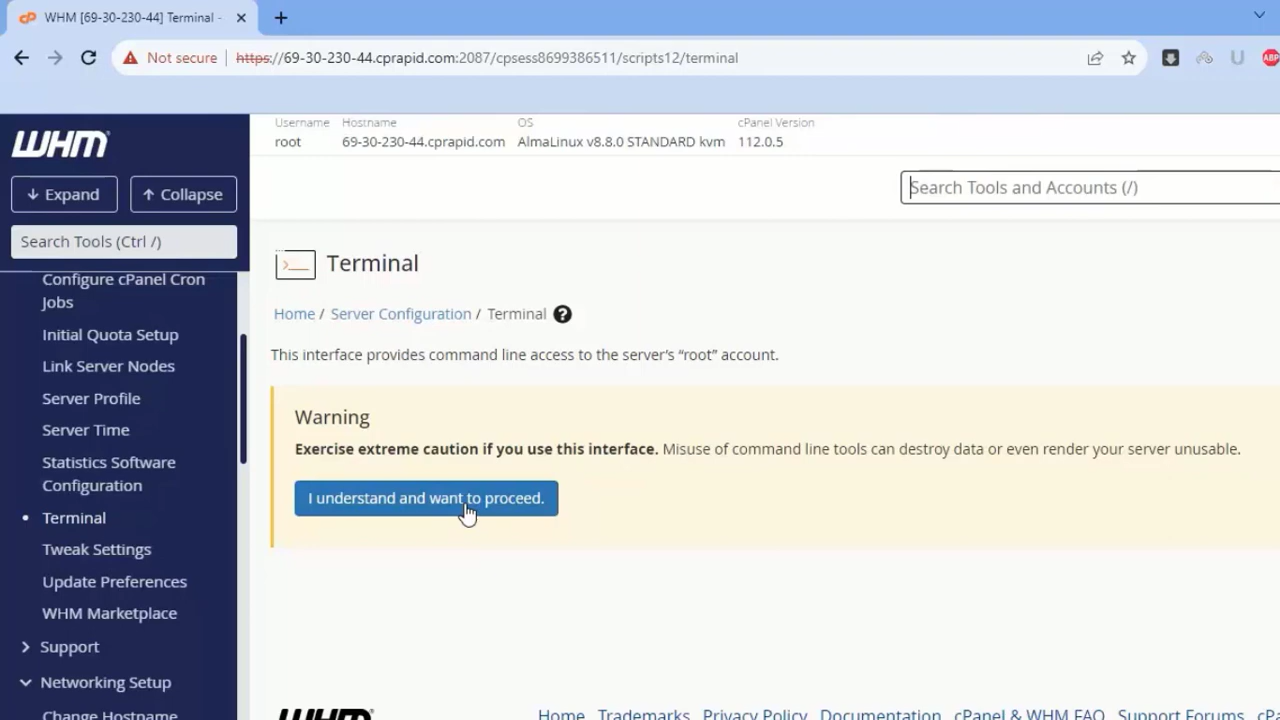 WHM [69-30-230-44] Terminal -
Not secure
https://69-30-230-44.cprapid.com:2087/cpsess8699386511/scripts12/terminal
U
ABP
WHM
Expand
Collapse
Search Tools (Ctrl /)
Configure cPanel Cron
Jobs
Initial Quota Setup
Link Server Nodes
Server Profile
Server Time
Statistics Software
Configuration
Terminal
Tweak Settings
Update Preferences
WHM Marketplace
Support
Networking Setup
Change Hostname
Username Hostname OS cPanel Version
root 69-30-230-44.cprapid.com AlmaLinux v8.8.0 STANDARD kvm 112.0.5
Search Tools and Accounts (/)
Terminal
Home / Server Configuration / Terminal
This interface provides command line access to the server's “root” account.
Warning
Exercise extreme caution if you use this interface. Misuse of command line tools can destroy data or even render your server unusable.
I understand and want to proceed.
WHM Home Trademarks Privacy Policy Documentation cPanel & WHM FAQ Support Forums